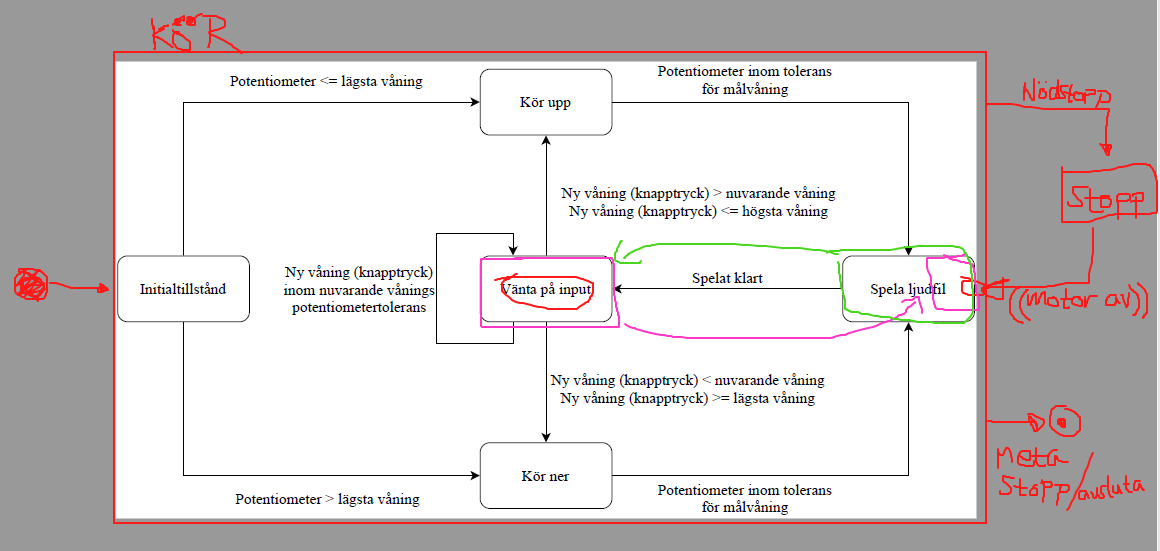 KÖR
Potentiometer <= lägsta våning
Kör upp
Potentiometer inom tolerans
för målvåning
Nödstopp
Ny våning (knapptryck) > nuvarande våning
Ny våning (knapptryck) <= högsta våning
Stopp
Initialtillstånd
Ny våning (knapptryck)
inom nuvarande vånings
potentiometertolerans
Vänta på input
Spelat klart
Spela ljudfil
((motor av))
Ny våning (knapptryck) < nuvarande våning
Ny våning (knapptryck) >= lägsta våning
Potentiometer > lägsta våning
Kör ner
Potentiometer inom tolerans
för målvåning
Meta
Stopp/avsluta